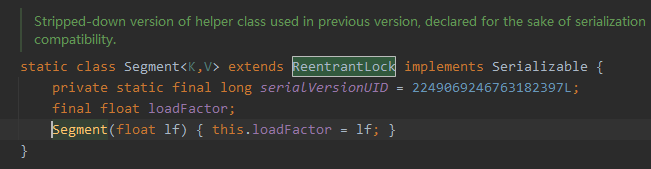 Stripped-down version of helper class used in previous version, declared for the sake of serialization
compatibility.
static class Segment<K,V> extends ReentrantLock implements Serializable {
private static final long serialVersionUID = 2249069246763182397L;
final float loadFactor;
Segment(float lf) { this.loadFactor = lf; }
}